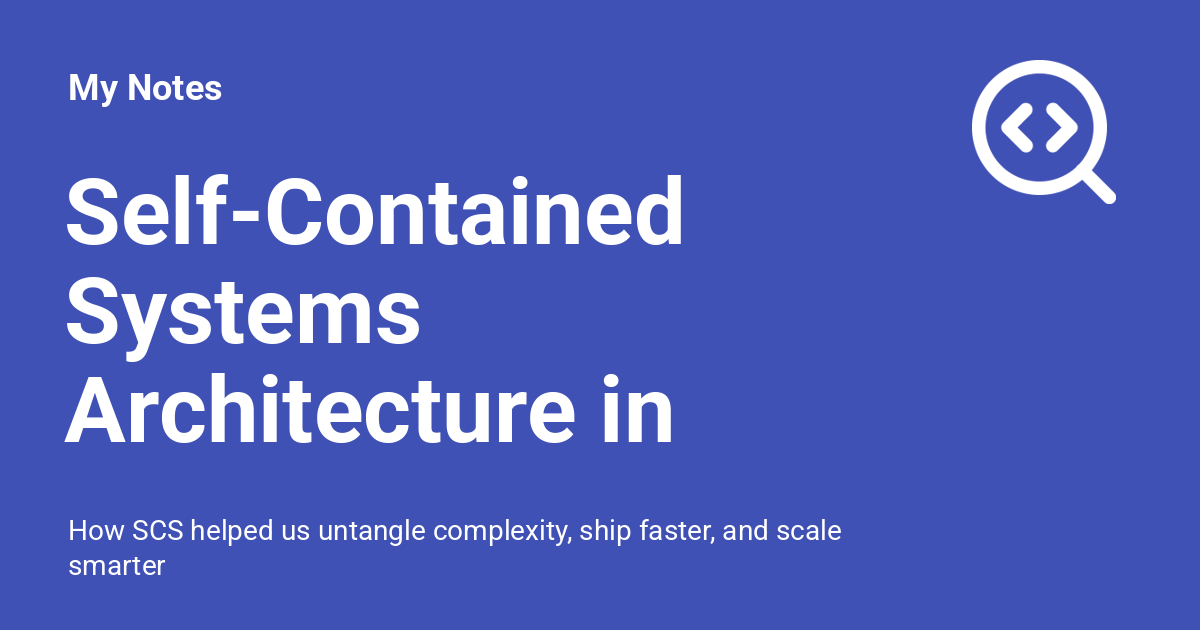 My Notes
Self-Contained
Systems
Architecture in
How SCS helped us untangle complexity, ship faster, and scale
smarter